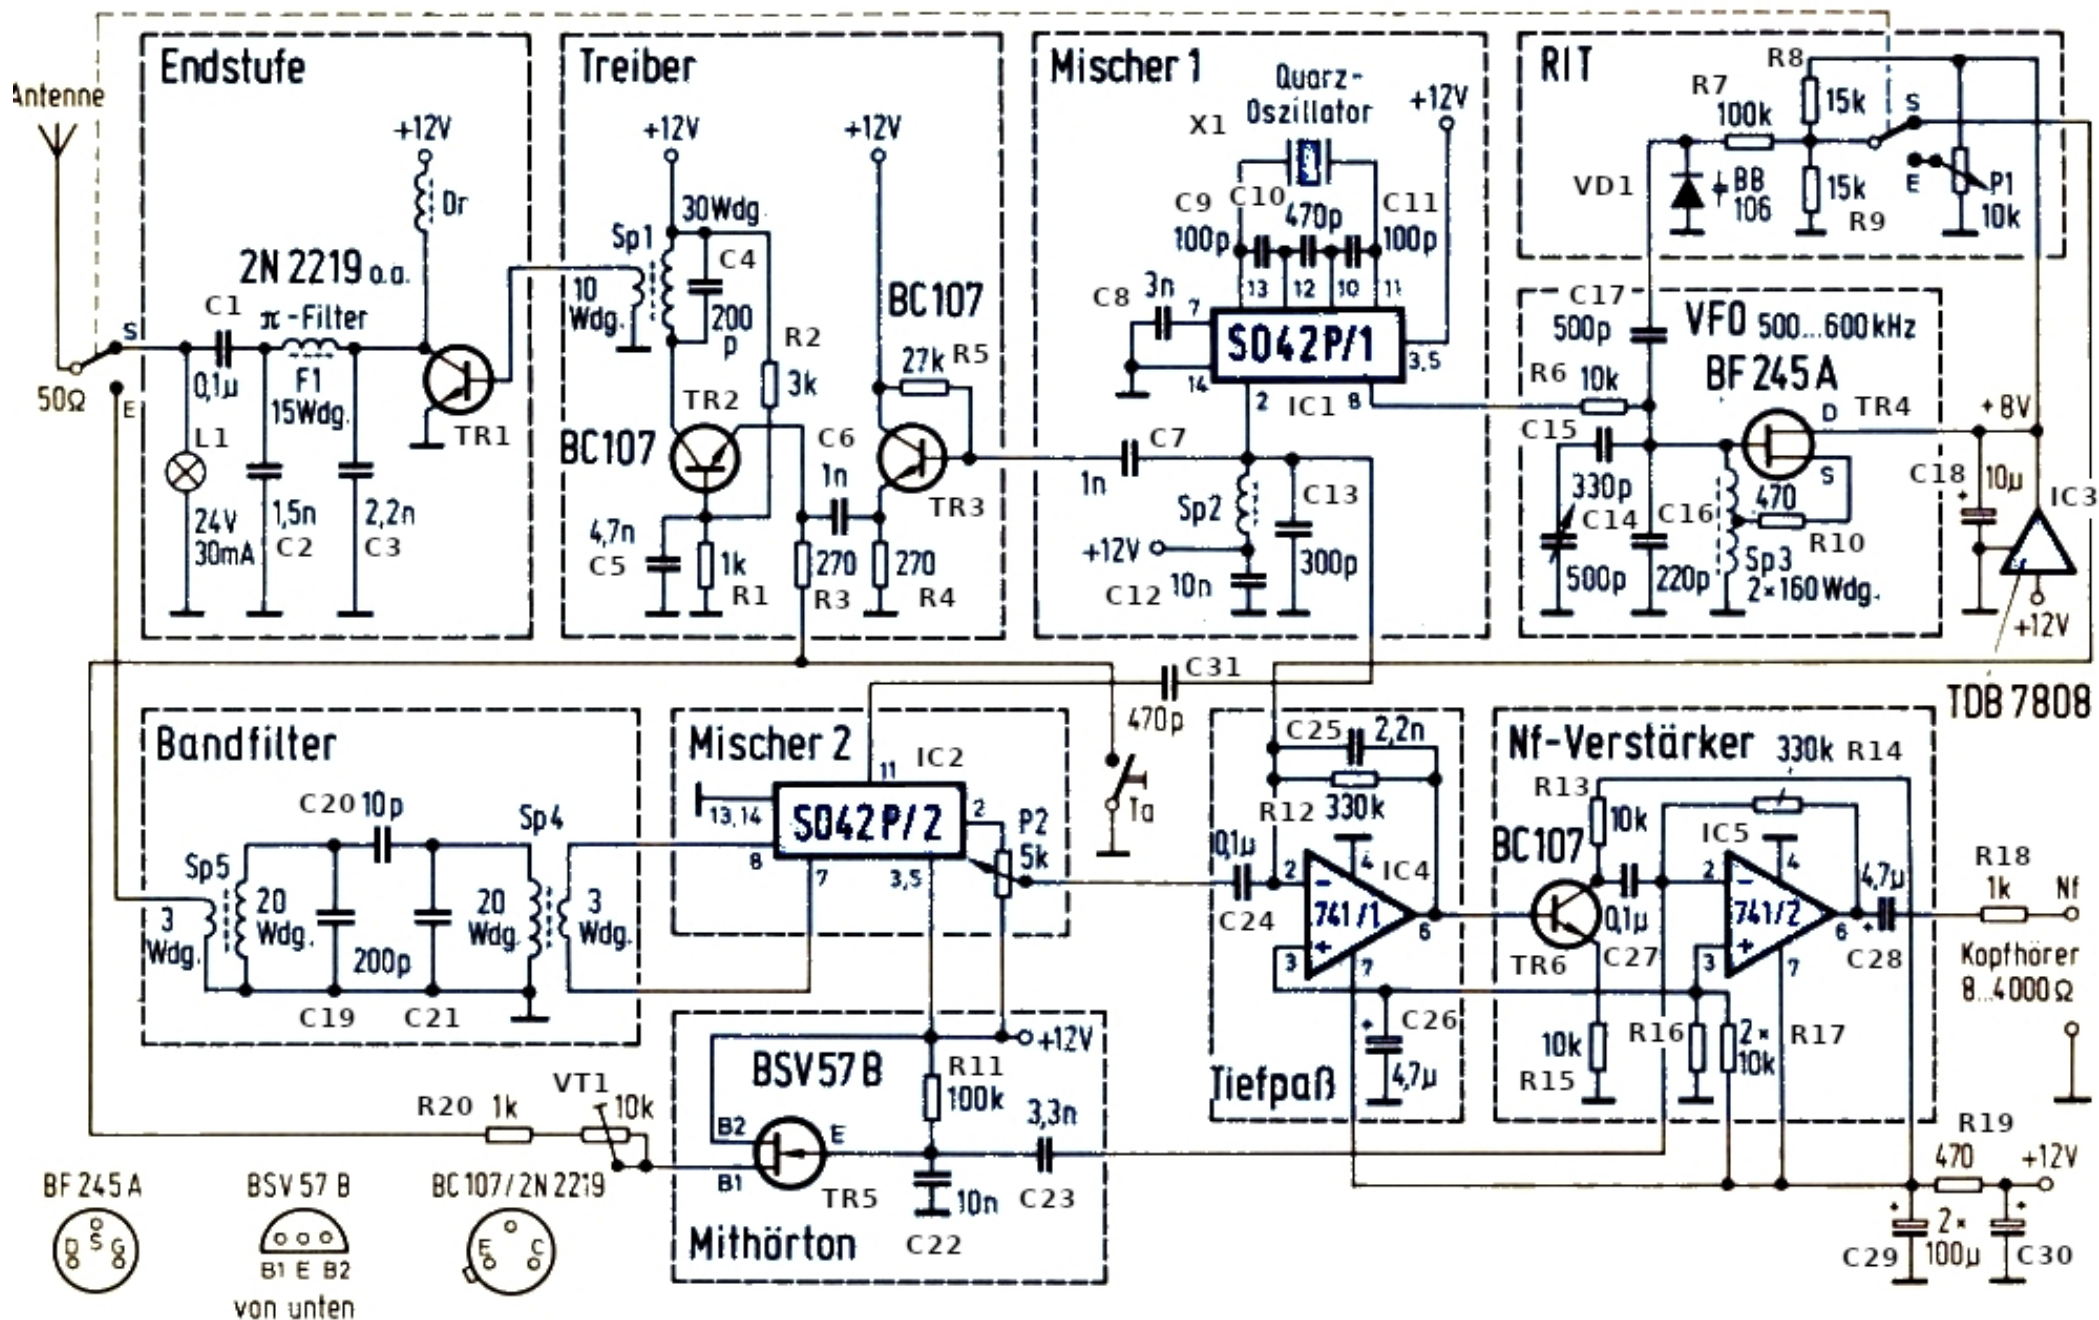 Antenne
50Ω
S
E
Endstufe
+12V
Dr
2N 2219 o.ä.
C1
π-Filter
0,1µ
F1
15Wdg.
TR1
L1
24V
30mA
1,5n
C2
2,2n
C3
Treiber
+12V
+12V
30Wdg.
Sp1
C4
10
Wdg.
200
p
R2
3k
BC107
27k R5
TR2
BC107
C6
1n
TR3
4,7n
C5
1k
R1
270
R3
270
R4
Mischer 1
Quarz-
Oszillator
X1
+12V
C9
100p
C10
470p
C11
100p
C8
3n
7
13
12
10
11
SO42P/1
3,5
14
2
IC1
8
C7
1n
Sp2
C13
+12V
C12
10n
300p
RIT
R7
100k
R8
15k
S
VD1
BB
106
15k
R9
E
P1
10k
C17
500p
VFO 500...600kHz
BF 245 A
R6
10k
D
TR4
+8V
C15
330p
C14
500p
C16
220p
S
470
R10
Sp3
2×160 Wdg.
C18
10µ
IC3
+12V
TDB 7808
Bandfilter
C20 10p
Sp4
Sp5
3
Wdg.
20
Wdg.
200p
20
Wdg.
3
Wdg.
C19
C21
Mischer 2
IC2
11
13,14
SO42P/2
2
P2
5k
8
7
3,5
C31
470p
Ta
C25
2,2n
R12
330k
0,1µ
C24
2
-
4
IC4
741/1
+
3
7
6
C26
4,7µ
Tiefpaß
Nf-Verstärker
330k R14
R13
10k
IC5
BC107
2
-
4
741/2
+
3
7
6
4,7µ
+
C28
TR6
0,1µ
C27
10k
R15
R16
2×
10k
R17
R18
1k
Nf
Kopfhörer
8...4000Ω
R19
470
+12V
+
2×
100µ
+
C29
C30
R20
1k
VT1
10k
BSV57B
+12V
R11
100k
3,3n
B2
E
B1
TR5
10n
C23
C22
Mithörton
BF 245 A
D
S
G
BSV 57 B
B1 E B2
von unten
BC107/2N2219
E
C